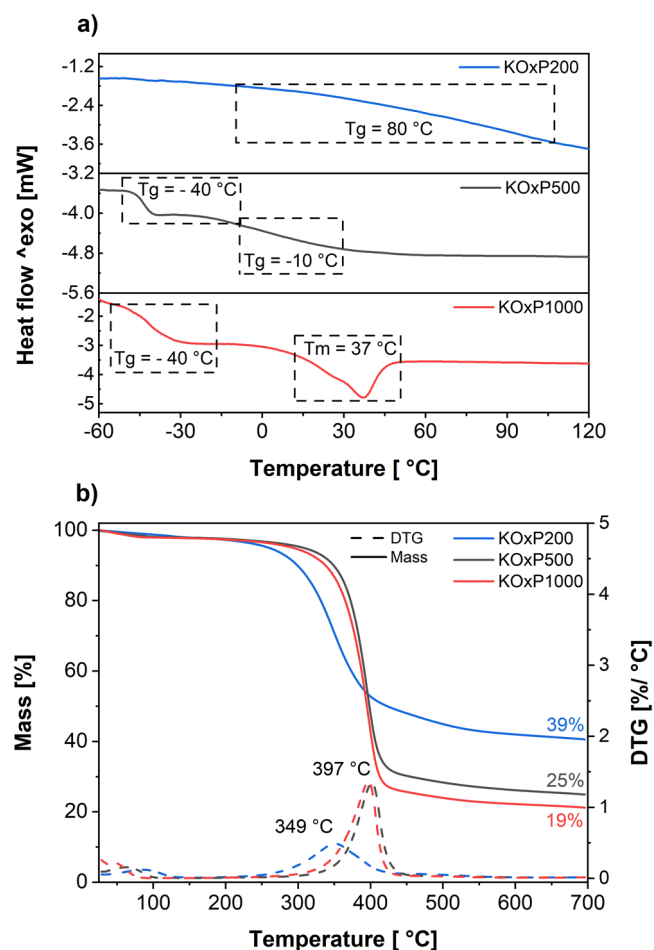 a)
-1.2
KOxP200
-2.4
Tg = 80 °C
-3.6
-3.2
KOxP500
Tg = - 40 °C
-4.0
Tg = -10 °C
-4.8
-5.6
KOxP1000
-2
Tm = 37 °C
-3
Tg = - 40 °C
-4
-5
Heat flow ^exo [mW]
-60 -30 0 30 60 90 120
Temperature [ °C]
b)
100 5
DTG KOxP200
Mass KOxP500
KOxP1000
80 4
60 3
39%
40 2
25%
397 °C
20 1
19%
349 °C
0 0
Mass [%]
DTG [%/ °C]
100 200 300 400 500 600 700
Temperature [ °C]